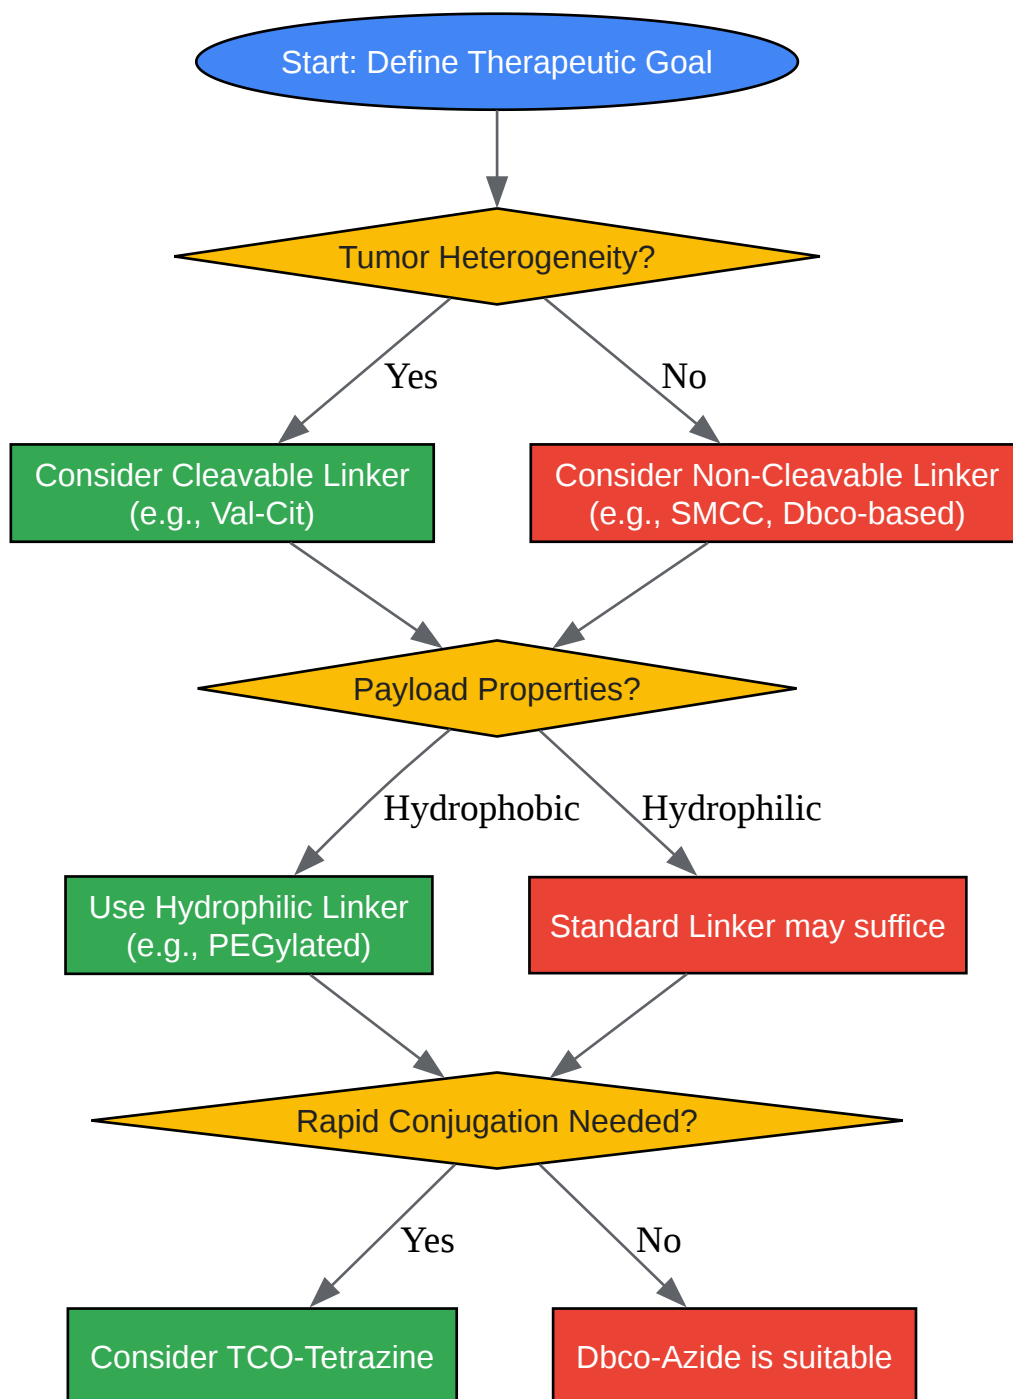 Start: Define Therapeutic Goal
Tumor Heterogeneity?
Yes
No
Consider Cleavable Linker
(e.g., Val-Cit)
Consider Non-Cleavable Linker
(e.g., SMCC, Dbco-based)
Payload Properties?
Hydrophobic
Hydrophilic
Use Hydrophilic Linker
(e.g., PEGylated)
Standard Linker may suffice
Rapid Conjugation Needed?
Yes
No
Consider TCO-Tetrazine
Dbco-Azide is suitable